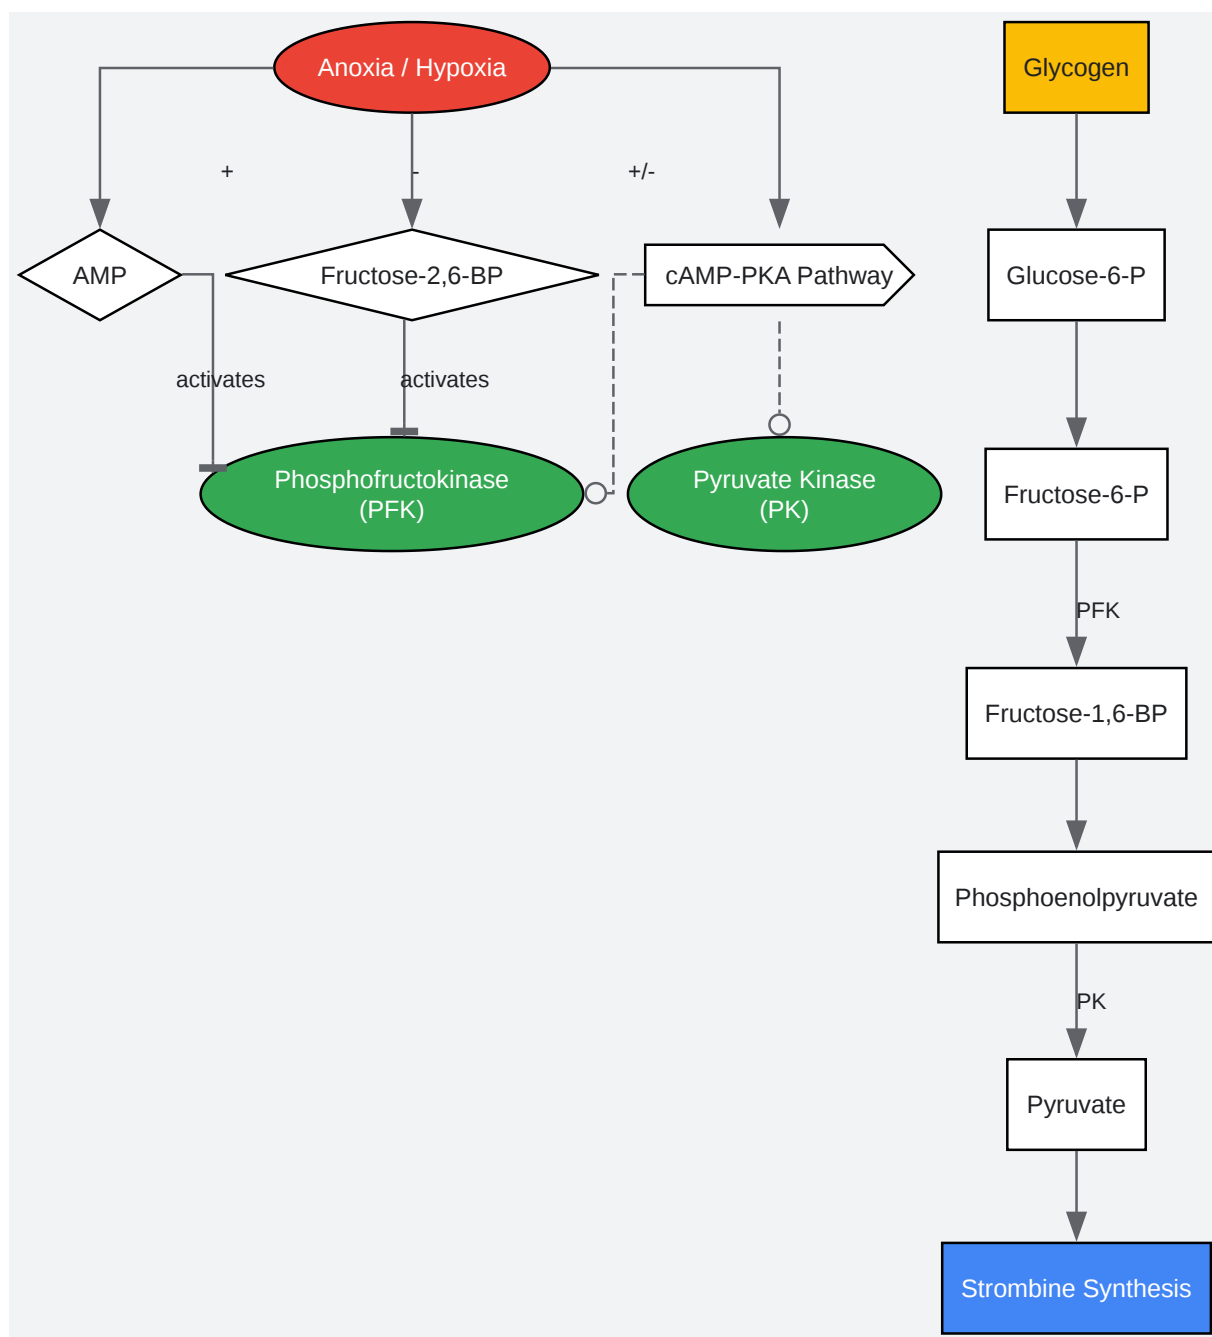 Anoxia / Hypoxia
Glycogen
+
-
+/-
AMP
Fructose-2,6-BP
cAMP-PKA Pathway
Glucose-6-P
activates
activates
Phosphofructokinase
(PFK)
Pyruvate Kinase
(PK)
Fructose-6-P
PFK
Fructose-1,6-BP
Phosphoenolpyruvate
PK
Pyruvate
Strombine Synthesis